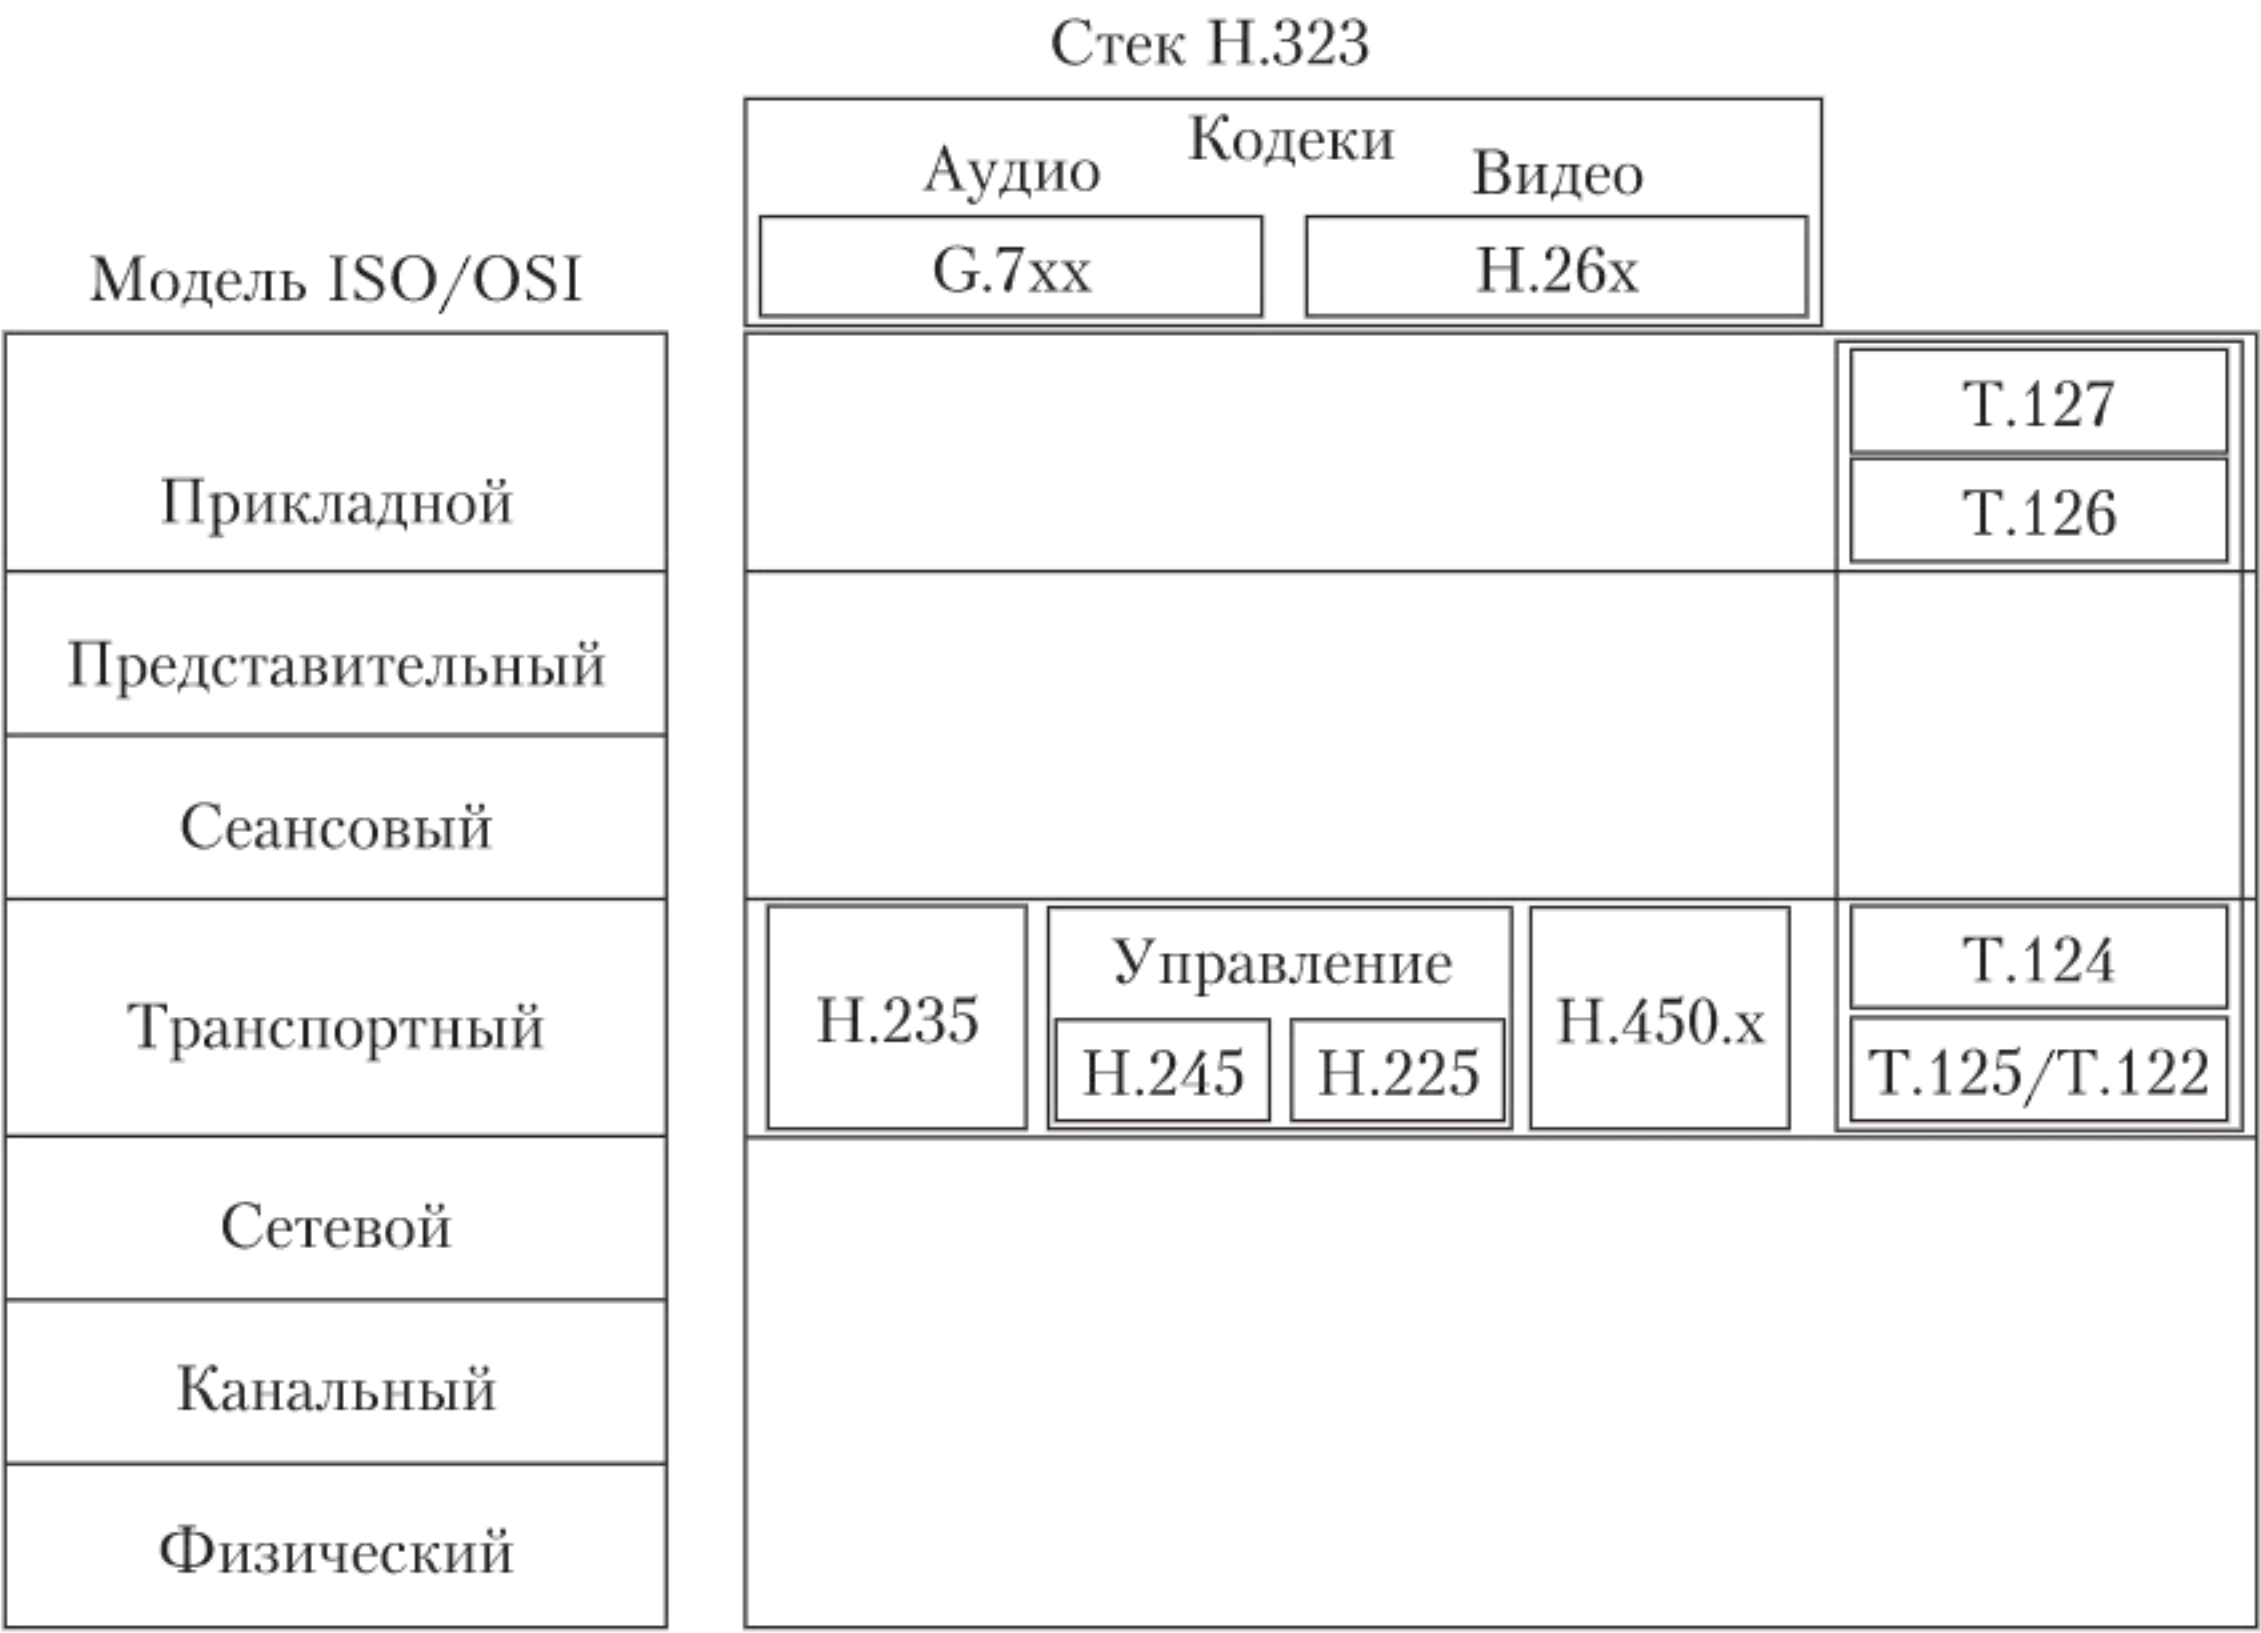 Стек H.323
Кодеки
Аудио
Видео
G.7xx
H.26x
Модель ISO/OSI
T.127
Прикладной
T.126
Представительный
Сеансовый
Транспортный
H.235
Управление
H.245
H.225
H.450.x
T.124
T.125/T.122
Сетевой
Канальный
Физический